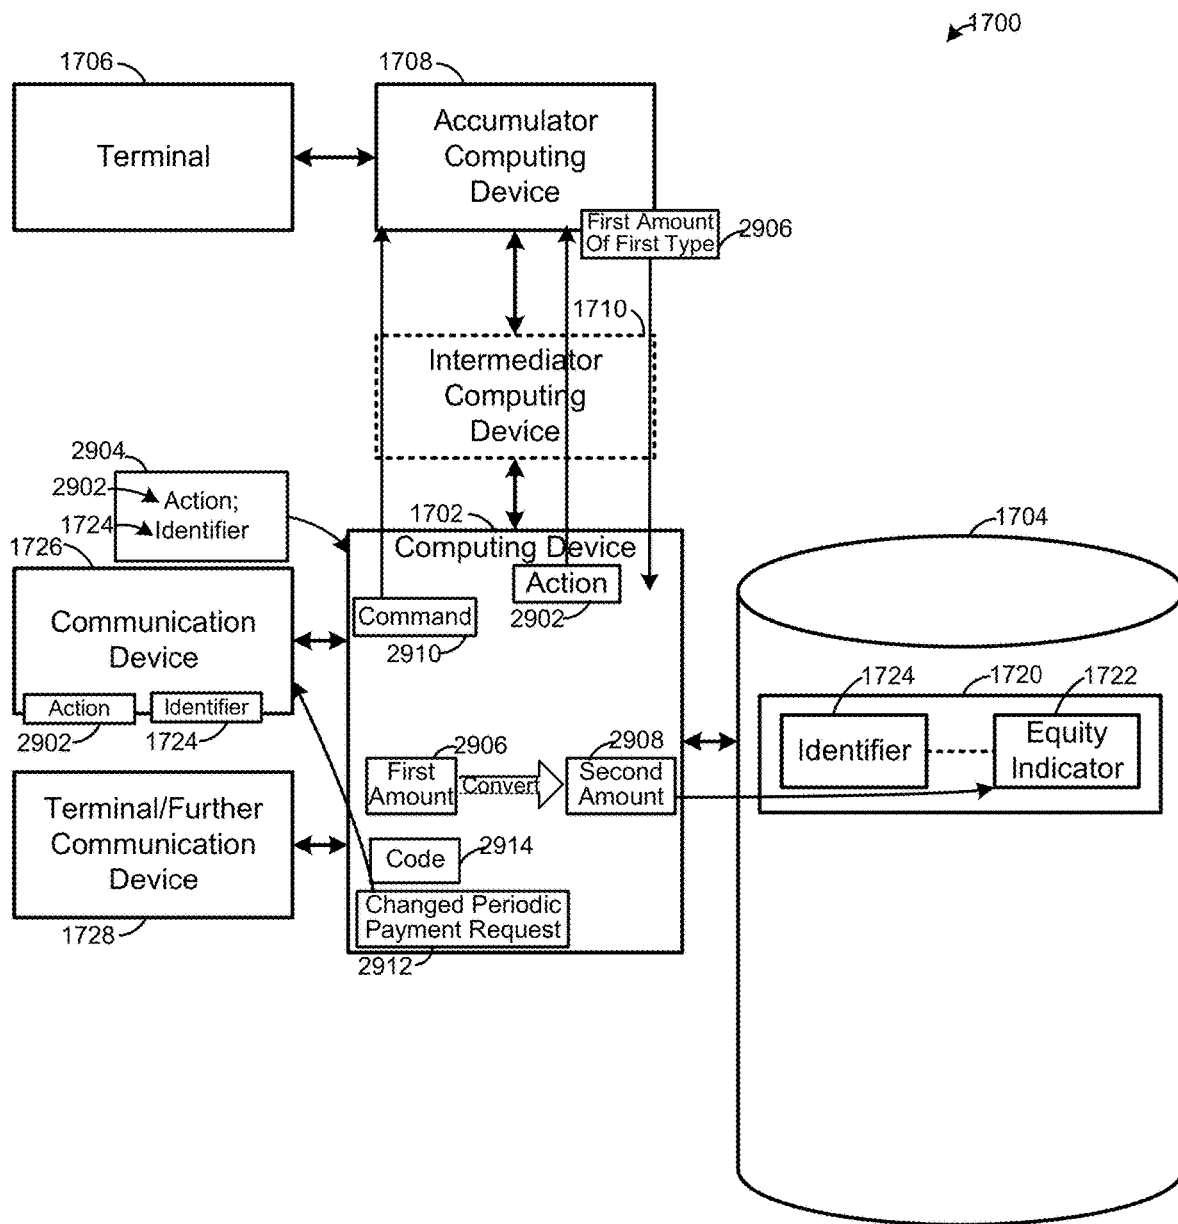 1700
1706
1708
Terminal
Accumulator
Computing
Device
First Amount
Of First Type
2906
1710
Intermediator
Computing
Device
2904
2902
Action;
1724
Identifier
1702
1704
1726
Computing Device
Action
2902
Communication
Device
Command
2910
Action
Identifier
2902
1724
1724
1720
1722
Identifier
Equity
Indicator
2906
2908
First
Amount
Convert
Second
Amount
Terminal/Further
Communication
Device
1728
Code
2914
Changed Periodic
Payment Request
2912